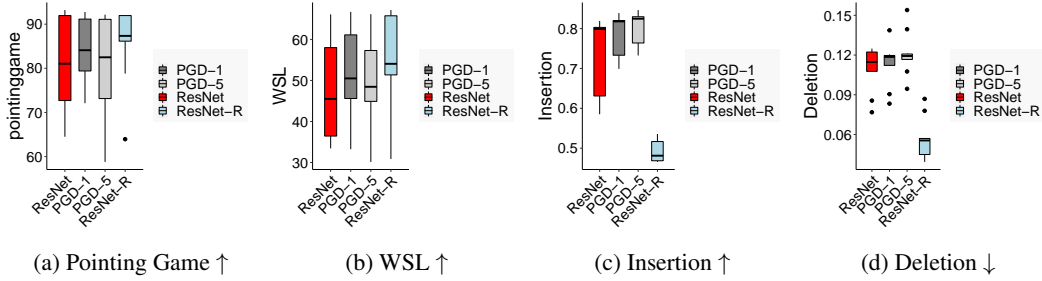 pointinggame
90
80
70
60
ResNet
PGD−1
PGD−5
ResNet−R
PGD−1
PGD−5
ResNet
ResNet−R
(a) Pointing Game ↑
WSL
60
50
40
30
ResNet
PGD−1
PGD−5
ResNet−R
PGD−1
PGD−5
ResNet
ResNet−R
(b) WSL ↑
Insertion
0.8
0.7
0.6
0.5
ResNet
PGD−1
PGD−5
ResNet−R
PGD−1
PGD−5
ResNet
ResNet−R
(c) Insertion ↑
Deletion
0.15
0.12
0.09
0.06
ResNet
PGD−1
PGD−5
ResNet−R
PGD−1
PGD−5
ResNet
ResNet−R
(d) Deletion ↓